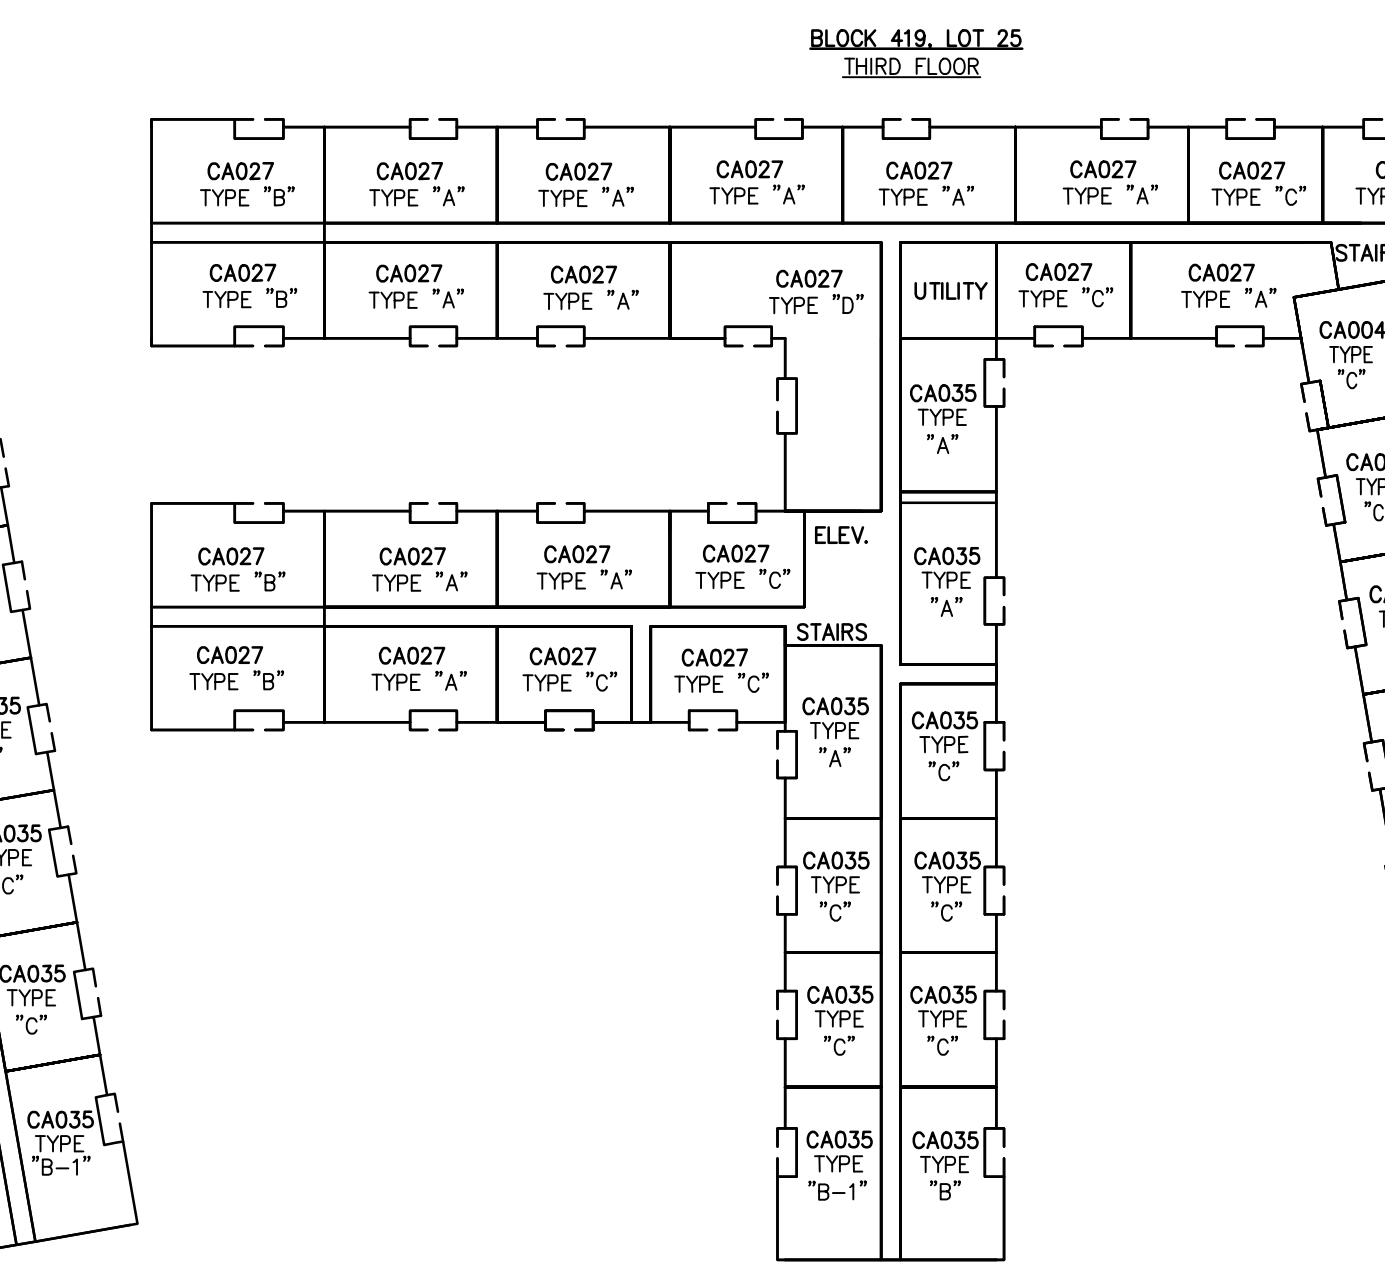 BLOCK 419, LOT 25
THIRD FLOOR
CA027
TYPE "B"
CA027
TYPE "A"
CA027
TYPE "A"
CA027
TYPE "A"
CA027
TYPE "A"
CA027
TYPE "A"
CA027
TYPE "C"
CA027
TYPE "B"
CA027
TYPE "A"
CA027
TYPE "A"
CA027
TYPE "D"
UTILITY
CA027
TYPE "C"
CA027
TYPE "A"
CA004
TYPE
"C"
CA035
TYPE
"A"
CA027
TYPE "B"
CA027
TYPE "A"
CA027
TYPE "A"
CA027
TYPE "C"
ELEV.
CA035
TYPE
"A"
CA027
TYPE "B"
CA027
TYPE "A"
CA027
TYPE "C"
CA027
TYPE "C"
STAIRS
CA035
TYPE
"A"
CA035
TYPE
"C"
CA035
TYPE
"C"
CA035
TYPE
"C"
CA035
TYPE
"C"
CA035
TYPE
"C"
CA035
TYPE
"B-1"
CA035
TYPE
"B"
CA035
TYPE
"C"
CA035
TYPE
"B-1"